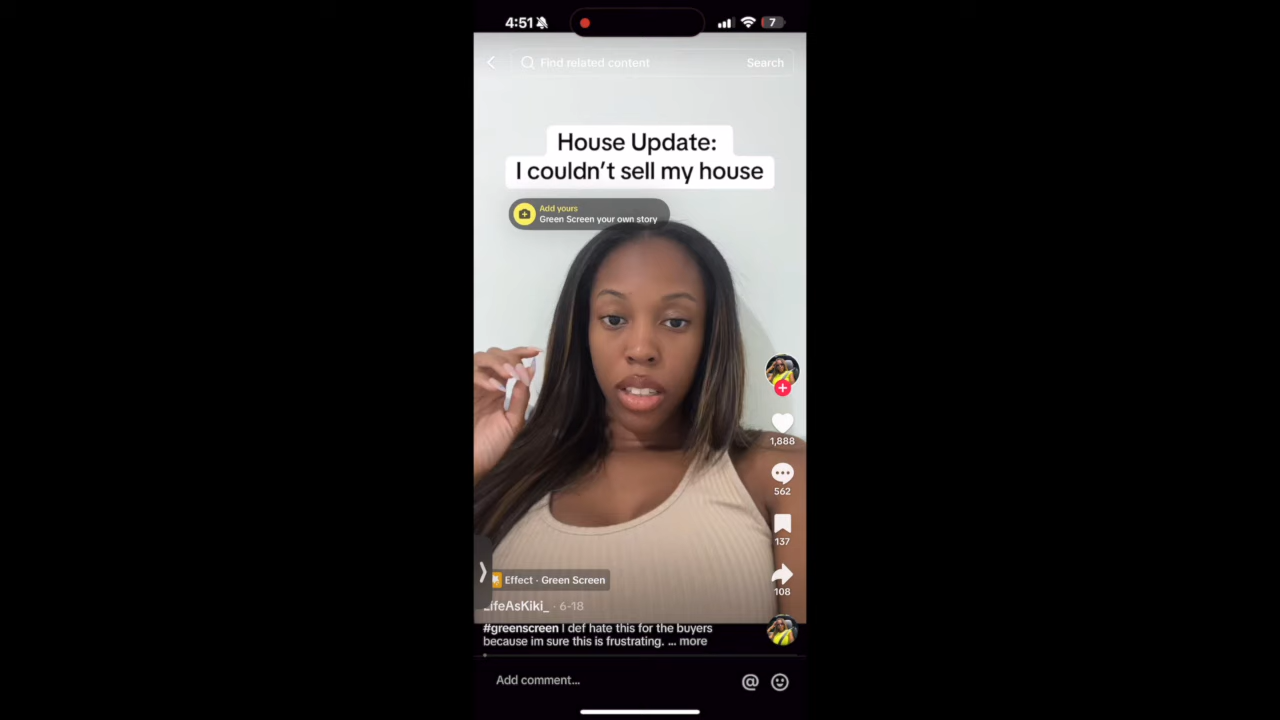 4:51
7
Find related content
Search
House Update:
I couldn't sell my house
Add yours
Green Screen your own story
1,888
562
137
108
Effect · Green Screen
LifeAsKiki_ · 6-18
#greenscreen I def hate this for the buyers
because im sure this is frustrating. ... more
Add comment...
@